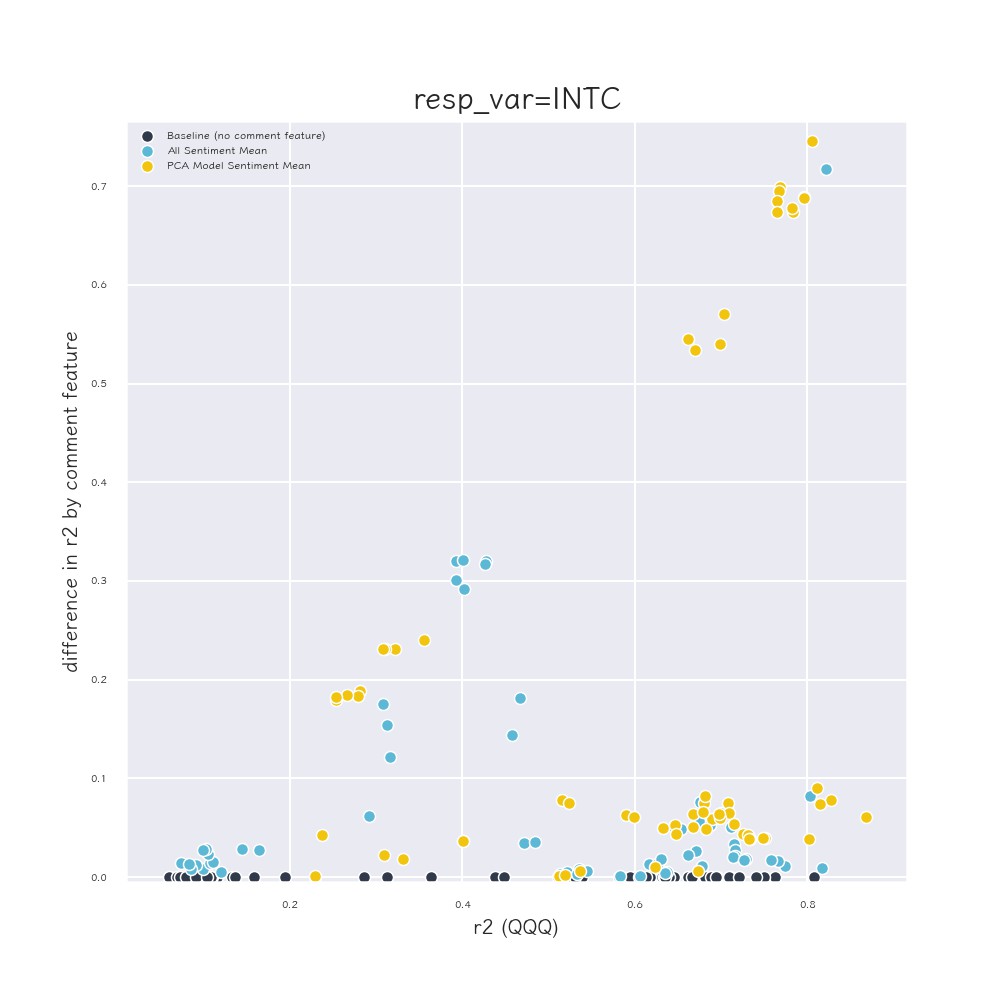 resp_var=INTC
Baseline (no comment feature)
All Sentiment Mean
PCA Model Sentiment Mean
difference in r2 by comment feature
0.7
0.6
0.5
0.4
0.3
0.2
0.1
0.0
0.2
0.4
0.6
0.8
r2 (QQQ)